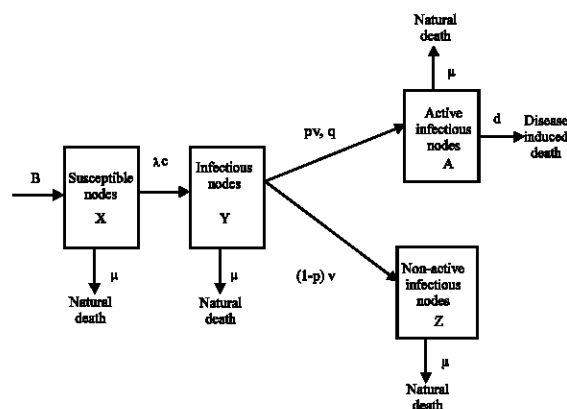 Natural
death
μ
Active
infectious
nodes
A
d
Disease
induced
death
pv, q
B
Susceptible
nodes
X
λ c
Infectious
nodes
Y
μ
Natural
death
μ
Natural
death
(1-p) v
Non-active
infectious
nodes
Z
μ
Natural
death